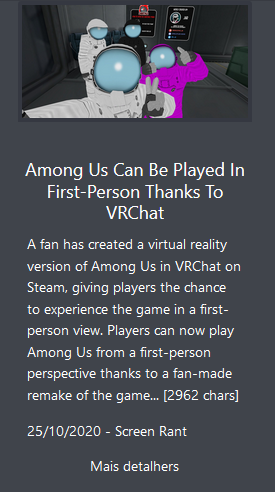 Among Us Can Be Played In
First-Person Thanks To
VRChat
A fan has created a virtual reality
version of Among Us in VRChat on
Steam, giving players the chance
to experience the game in a first-
person view. Players can now play
Among Us from a first-person
perspective thanks to a fan-made
remake of the game... [2962 chars]
25/10/2020 - Screen Rant
Mais detalhers